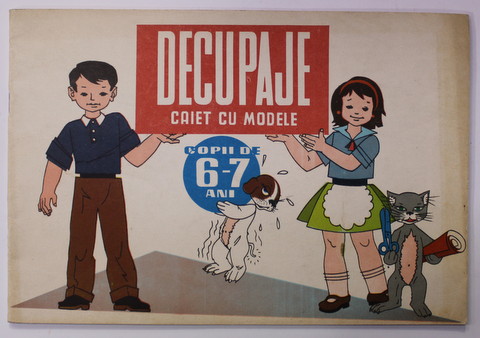 DECUPAJE
CAIET CU MODELE
COPII DE
6-7
ANI